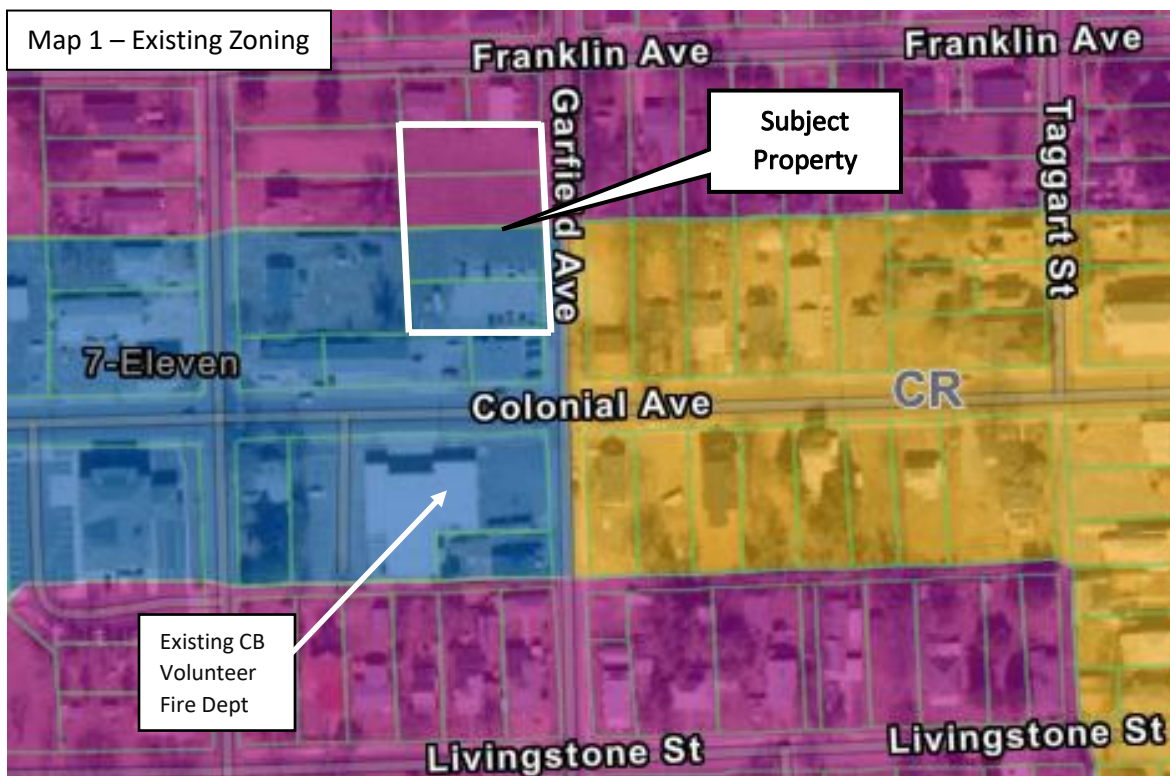 Map 1 – Existing Zoning
Franklin Ave
Franklin Ave
Garfield Ave
Subject
Property
Taggart St
7-Eleven
Colonial Ave
CR
Existing CB
Volunteer
Fire Dept
Livingstone St
Livingstone St